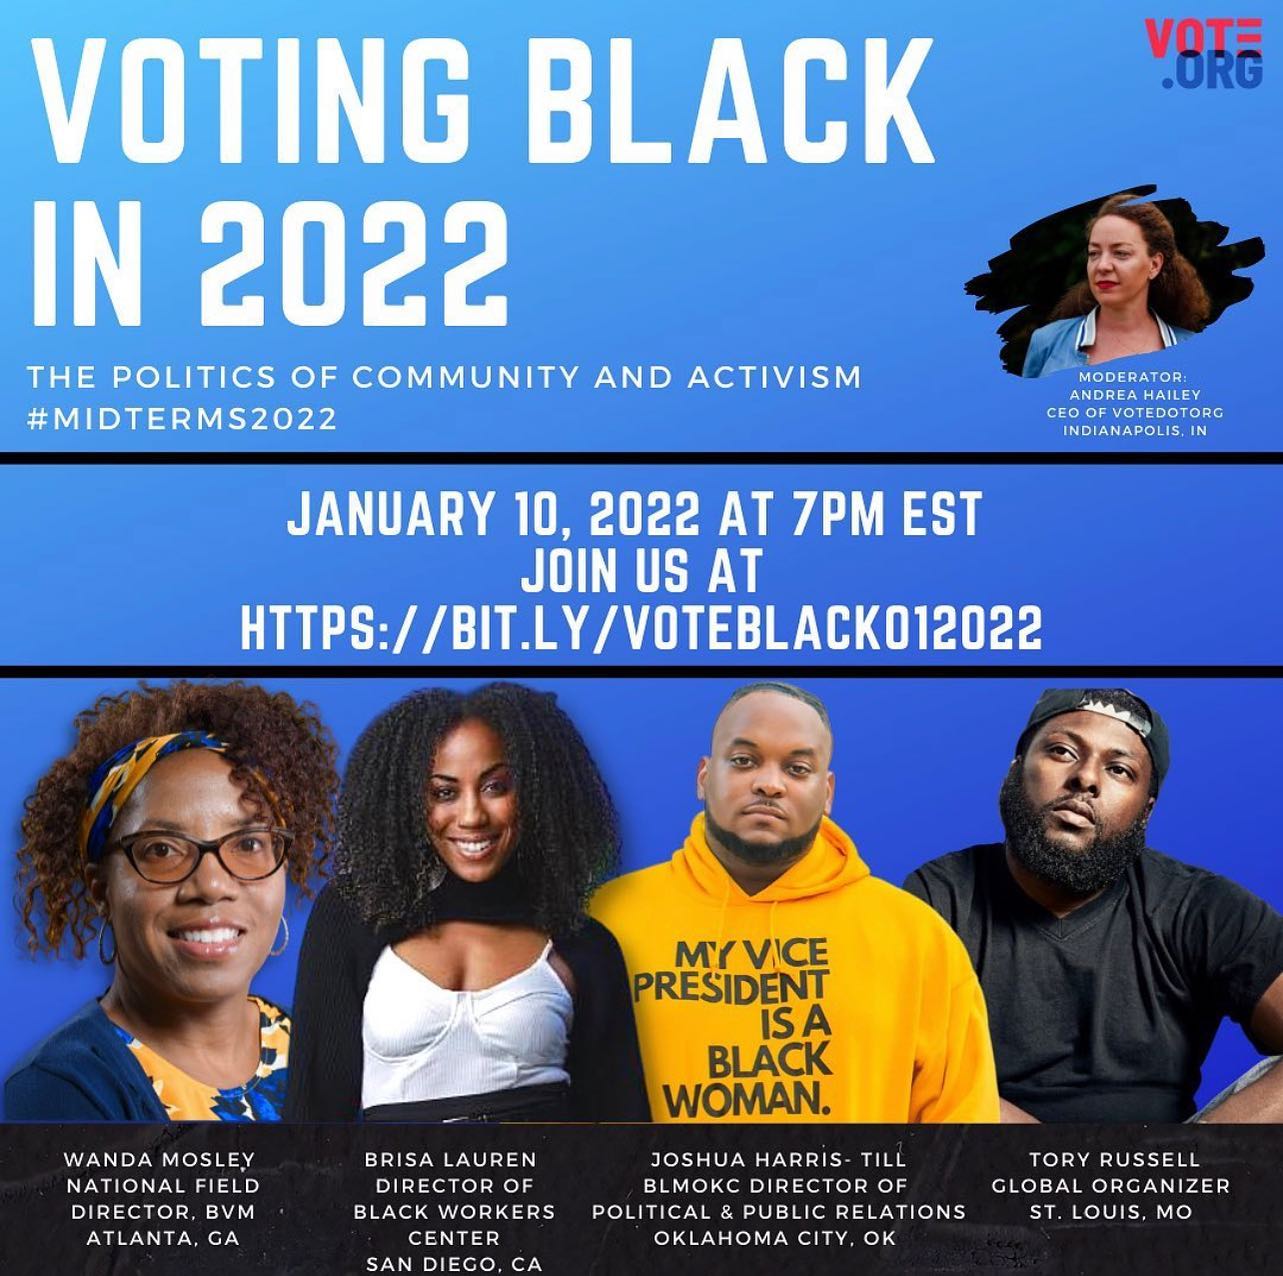 VOTING BLACK
IN 2022
VOTE
.ORG
THE POLITICS OF COMMUNITY AND ACTIVISM
#MIDTERMS2022
MODERATOR:
ANDREA HAILEY
CEO OF VOTEDOTORG
INDIANAPOLIS, IN
JANUARY 10, 2022 AT 7PM EST
JOIN US AT
HTTPS://BIT.LY/VOTEBLACK012022
MY VICE
PRESIDENT
IS A
BLACK
WOMAN.
WANDA MOSLEY
NATIONAL FIELD
DIRECTOR, BVM
ATLANTA, GA
BRISA LAUREN
DIRECTOR OF
BLACK WORKERS
CENTER
SAN DIEGO, CA
JOSHUA HARRIS- TILL
BLMOKC DIRECTOR OF
POLITICAL & PUBLIC RELATIONS
OKLAHOMA CITY, OK
TORY RUSSELL
GLOBAL ORGANIZER
ST. LOUIS, MO